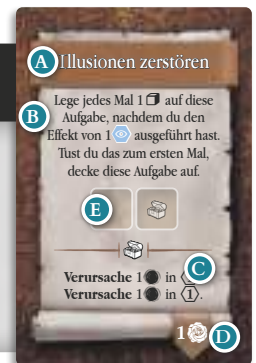 A Illusionen zerstören
Lege jedes Mal 1 auf diese
B Aufgabe, nachdem du den
Effekt von 1 ausgeführt hast.
Tust du das zum ersten Mal,
decke diese Aufgabe auf.
E
C
Verursache 1 in
Verursache 1 in 1.
1 D